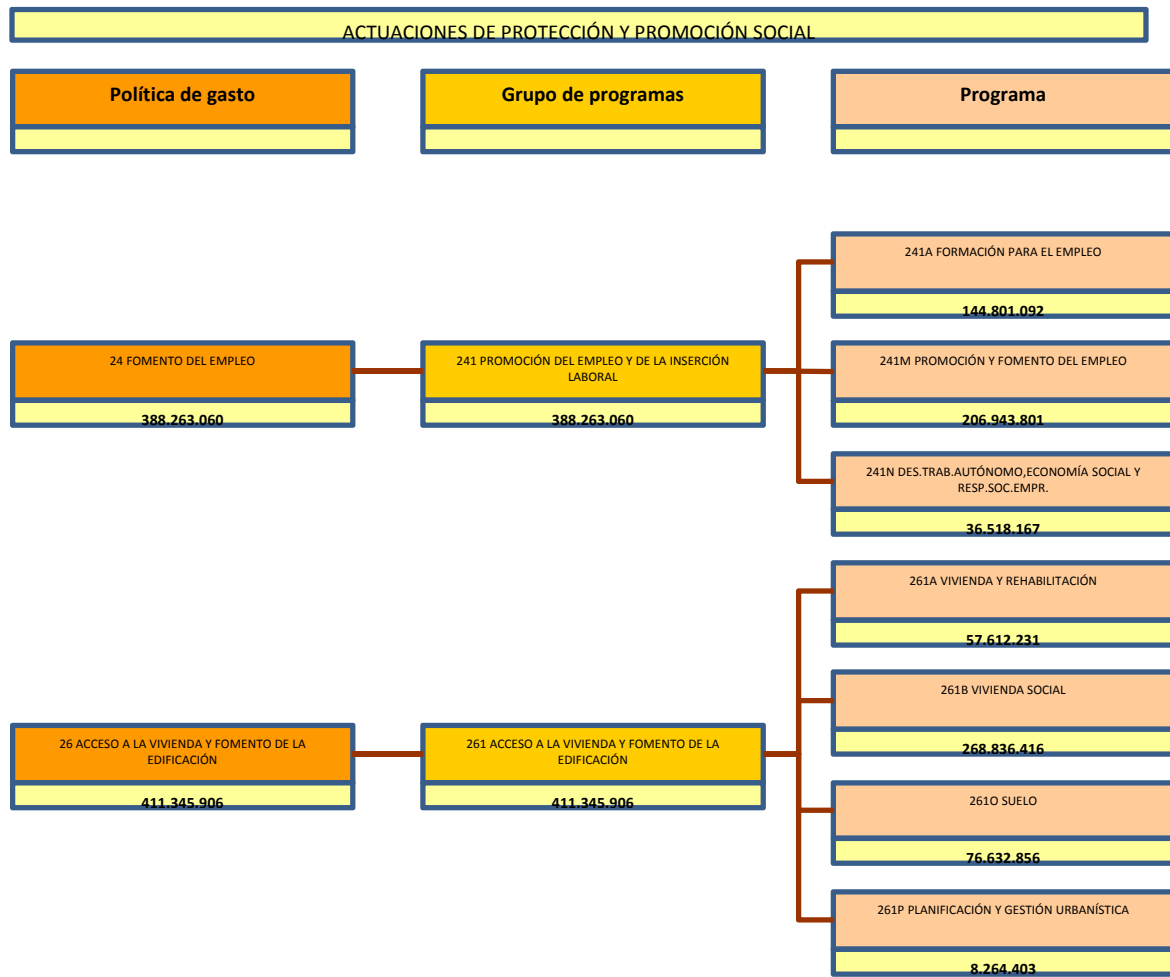 ACTUACIONES DE PROTECCIÓN Y PROMOCIÓN SOCIAL
Política de gasto
Grupo de programas
Programa
24 FOMENTO DEL EMPLEO
388.263.060
241 PROMOCIÓN DEL EMPLEO Y DE LA INSERCIÓN
LABORAL
388.263.060
241A FORMACIÓN PARA EL EMPLEO
144.801.092
241M PROMOCIÓN Y FOMENTO DEL EMPLEO
206.943.801
241N DES.TRAB.AUTÓNOMO,ECONOMÍA SOCIAL Y
RESP.SOC.EMPR.
36.518.167
26 ACCESO A LA VIVIENDA Y FOMENTO DE LA
EDIFICACIÓN
411.345.906
261 ACCESO A LA VIVIENDA Y FOMENTO DE LA
EDIFICACIÓN
411.345.906
261A VIVIENDA Y REHABILITACIÓN
57.612.231
261B VIVIENDA SOCIAL
268.836.416
261O SUELO
76.632.856
261P PLANIFICACIÓN Y GESTIÓN URBANÍSTICA
8.264.403